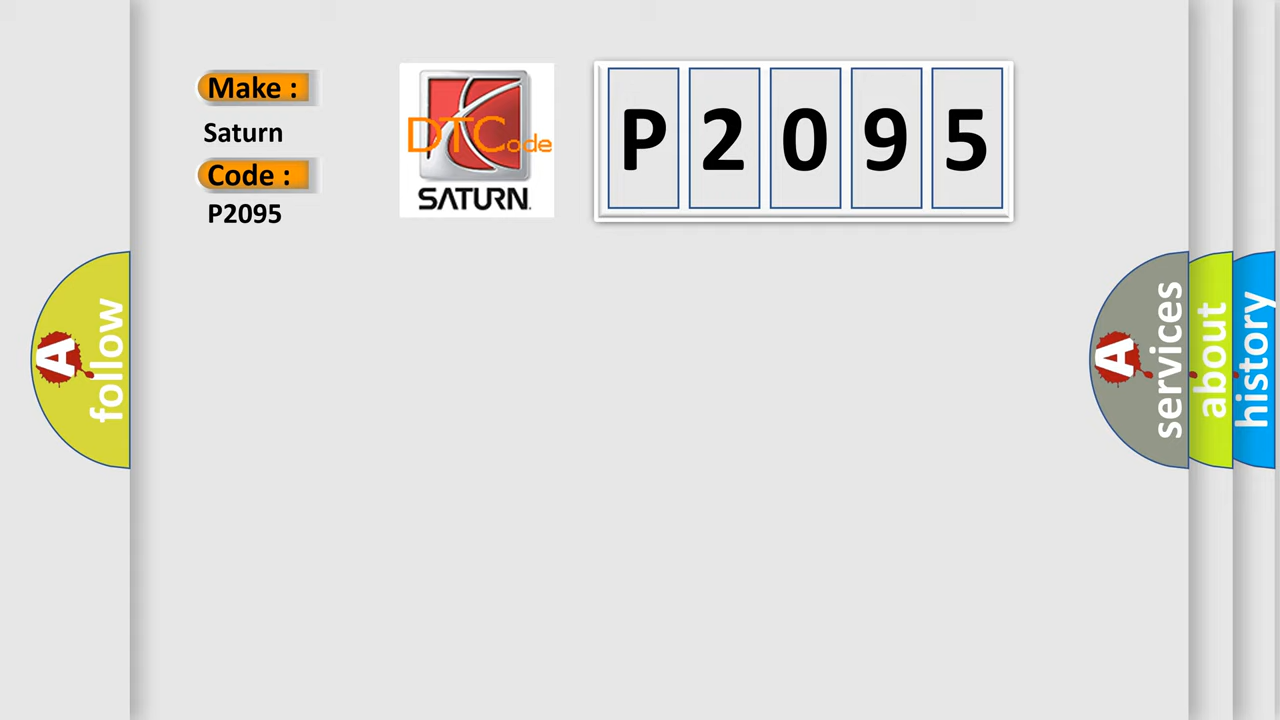 Make :
Saturn
Code :
P2095
DTCode
SATURN.
P 2 0 9 5
A follow
A services
about
history